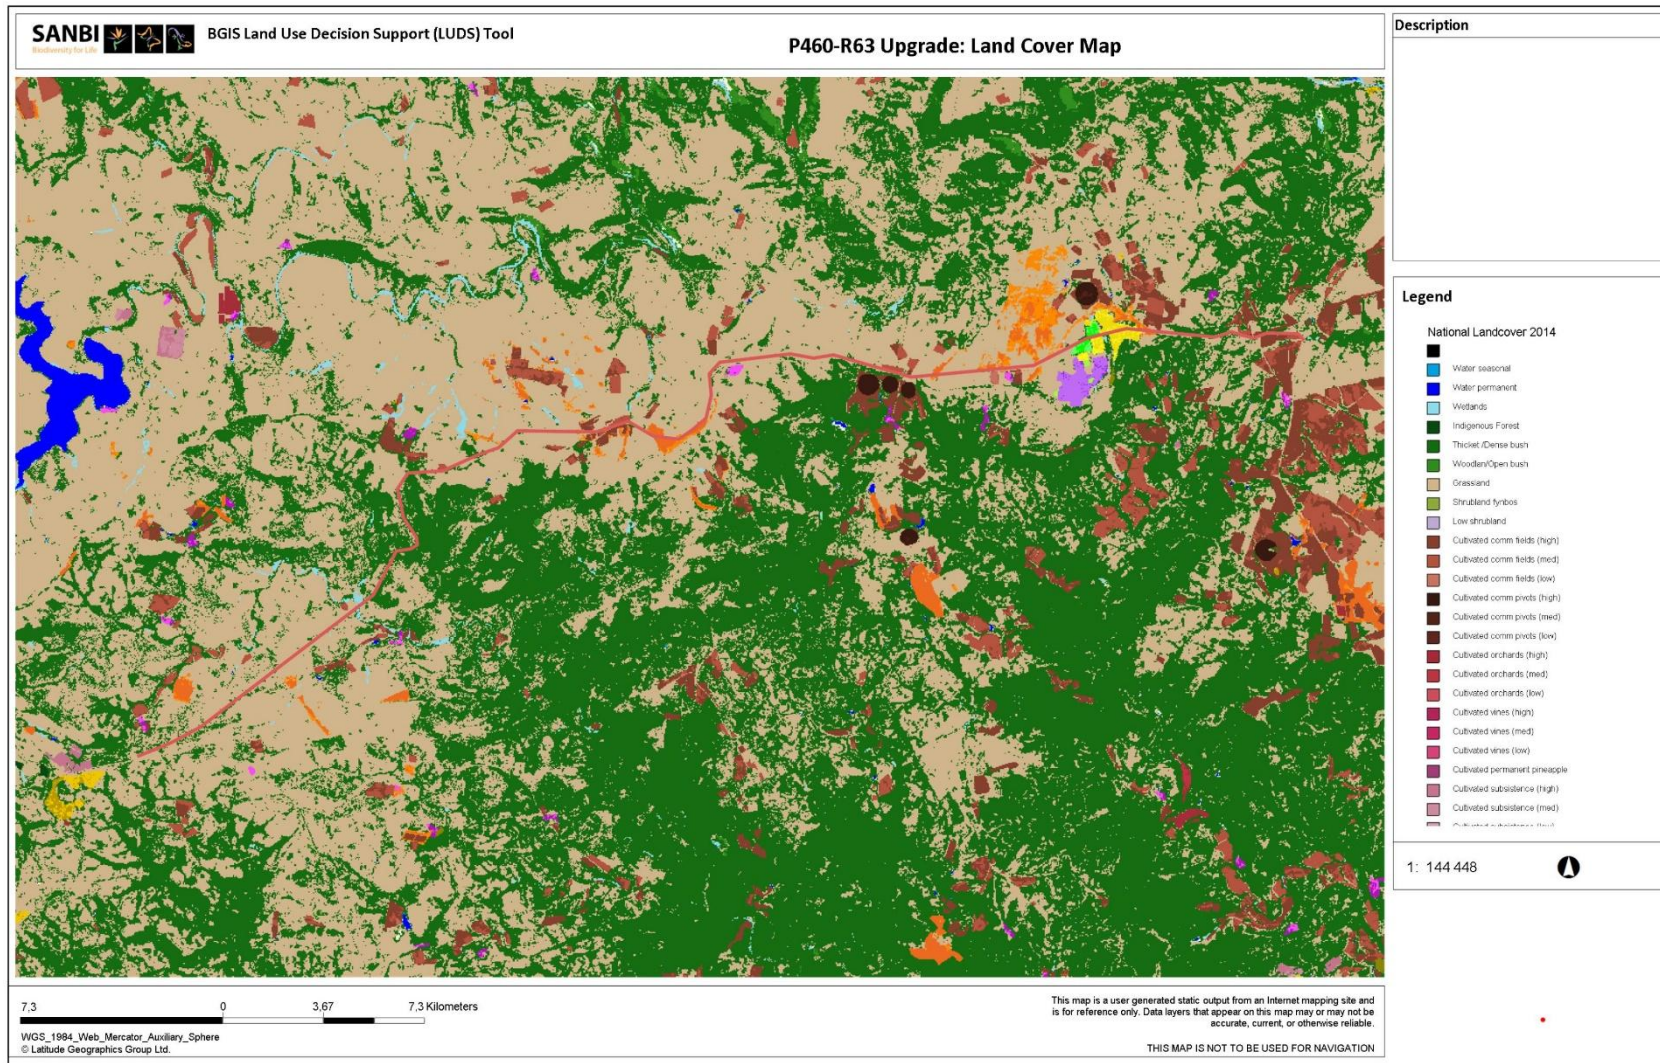 SANBI
Biodiversity for Life
BGIS Land Use Decision Support (LUDS) Tool
P460-R63 Upgrade: Land Cover Map
Description
Legend
National Landcover 2014
Water seasonal
Water permanent
Wetlands
Indigenous Forest
Thicket /Dense bush
Woodlan/Open bush
Grassland
Shrubland fynbos
Low shrubland
Cultivated comm fields (high)
Cultivated comm fields (med)
Cultivated comm fields (low)
Cultivated comm pivots (high)
Cultivated comm pivots (med)
Cultivated comm pivots (low)
Cultivated orchards (high)
Cultivated orchards (med)
Cultivated orchards (low)
Cultivated vines (high)
Cultivated vines (med)
Cultivated vines (low)
Cultivated permanent pineapple
Cultivated subsistence (high)
Cultivated subsistence (med)
1: 144 448
7,3 0 3,67 7,3 Kilometers
WGS_1984_Web_Mercator_Auxiliary_Sphere
© Latitude Geographics Group Ltd.
This map is a user generated static output from an Internet mapping site and
is for reference only. Data layers that appear on this map may or may not be
accurate, current, or otherwise reliable.
THIS MAP IS NOT TO BE USED FOR NAVIGATION